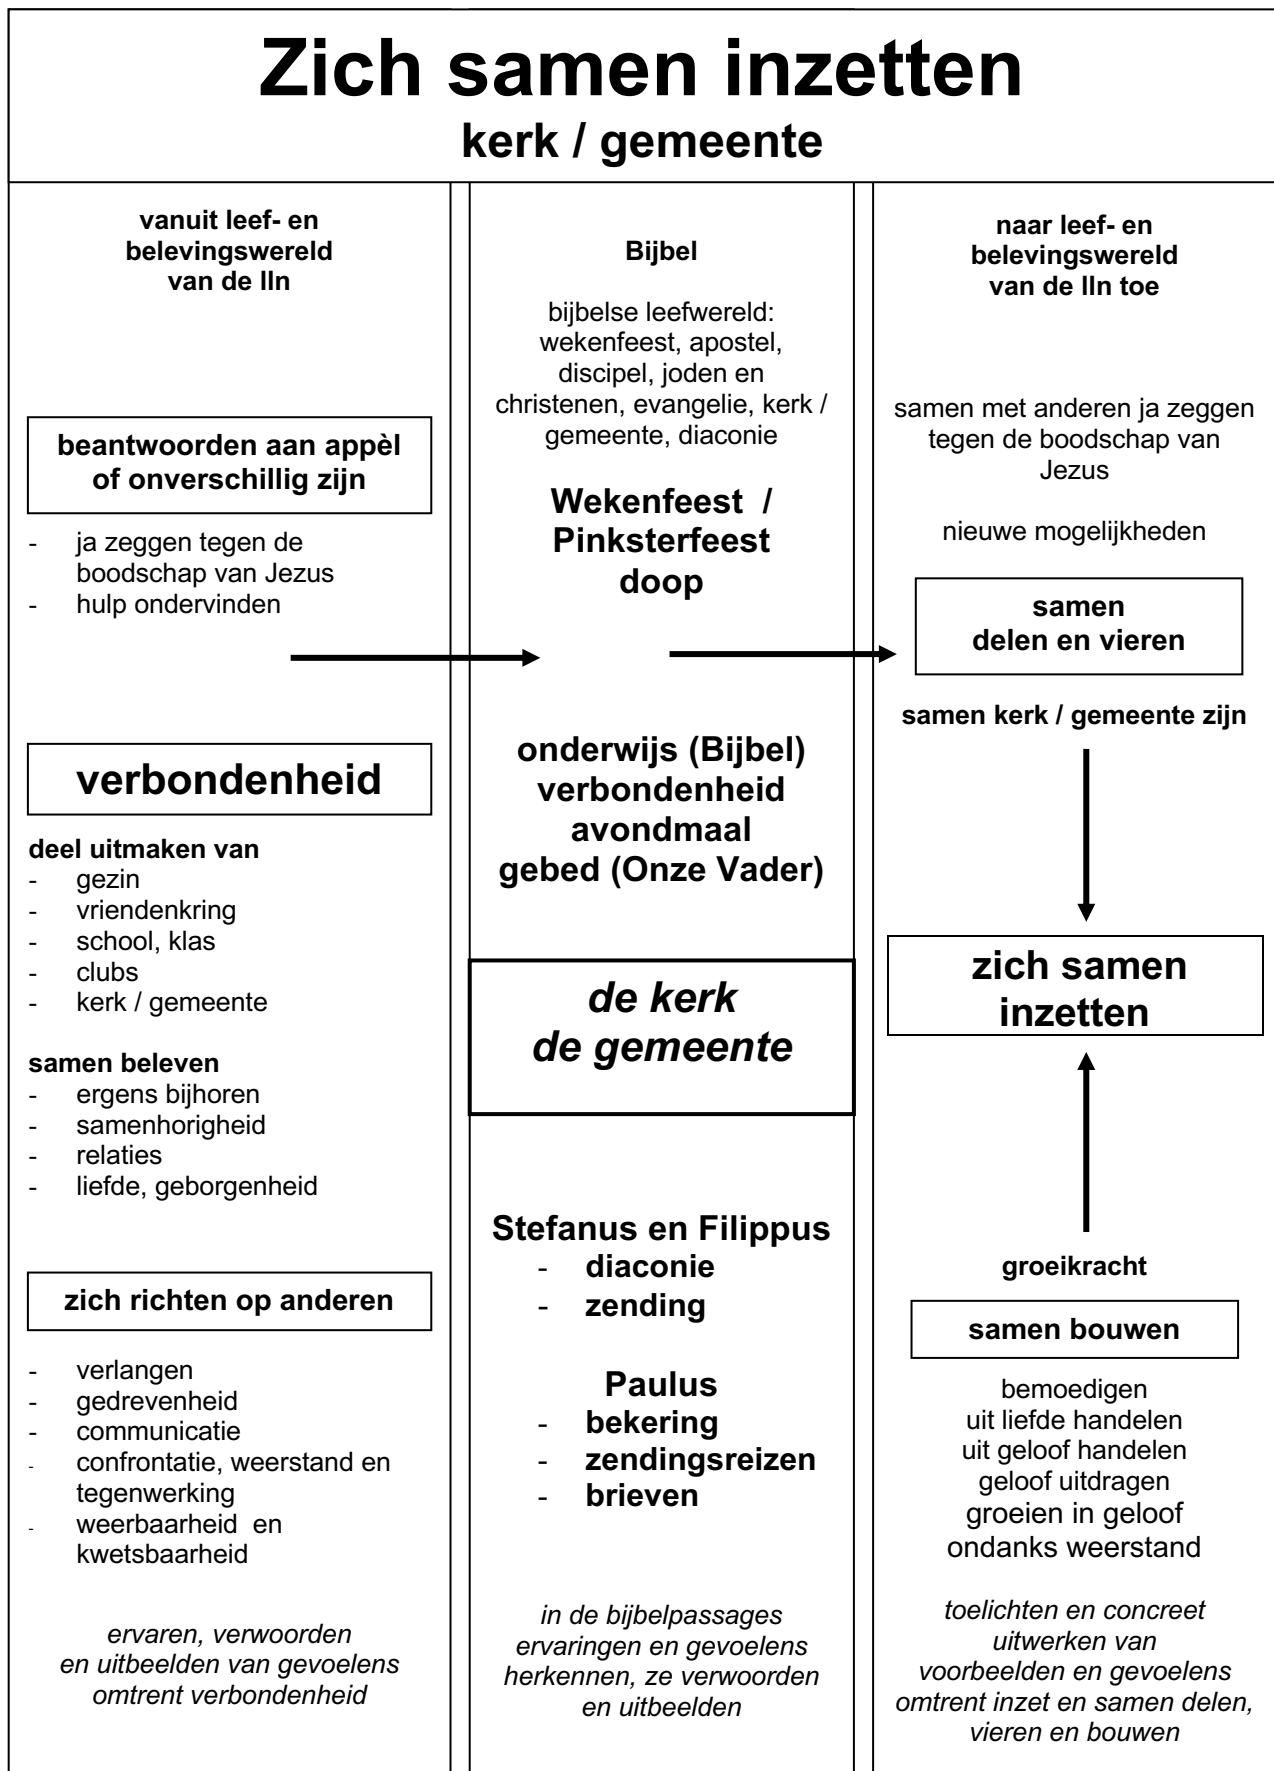 Zich samen inzetten
kerk / gemeente
vanuit leef- en
belevingswereld
van de lln
beantwoorden aan appèl
of onverschillig zijn
- ja zeggen tegen de
boodschap van Jezus
- hulp ondervinden
verbondenheid
deel uitmaken van
- gezin
- vriendenkring
- school, klas
- clubs
- kerk / gemeente
samen beleven
- ergens bijhoren
- samenhorigheid
- relaties
- liefde, geborgenheid
zich richten op anderen
- verlangen
- gedrevenheid
- communicatie
- confrontatie, weerstand en
tegenwerking
- weerbaarheid en
kwetsbaarheid
ervaren, verwoorden
en uitbeelden van gevoelens
omtrent verbondenheid
Bijbel
bijbelse leefwereld:
wekenfeest, apostel,
discipel, joden en
christenen, evangelie, kerk /
gemeente, diaconie
Wekenfeest /
Pinksterfeest
doop
onderwijs (Bijbel)
verbondenheid
avondmaal
gebed (Onze Vader)
de kerk
de gemeente
Stefanus en Filippus
- diaconie
- zending
Paulus
- bekering
- zendingsreizen
- brieven
in de bijbelpassages
ervaringen en gevoelens
herkennen, ze verwoorden
en uitbeelden
naar leef- en
belevingswereld
van de lln toe
samen met anderen ja zeggen
tegen de boodschap van
Jezus
nieuwe mogelijkheden
samen
delen en vieren
samen kerk / gemeente zijn
zich samen
inzetten
groeikracht
samen bouwen
bemoedigen
uit liefde handelen
uit geloof handelen
geloof uitdragen
groeien in geloof
ondanks weerstand
toelichten en concreet
uitwerken van
voorbeelden en gevoelens
omtrent inzet en samen delen,
vieren en bouwen